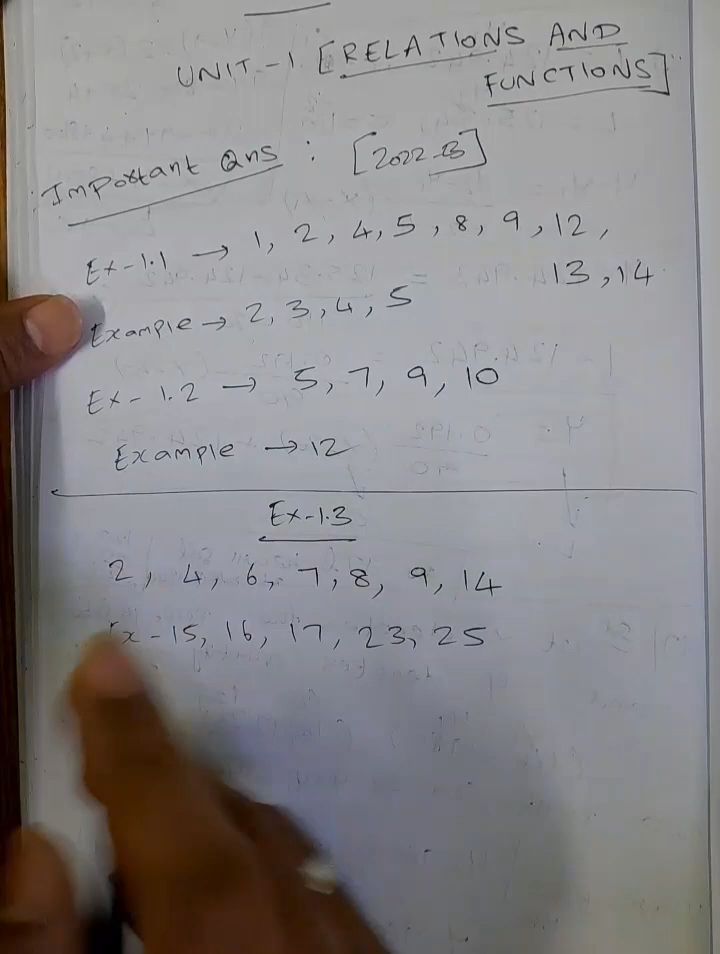 UNIT-1 [RELATIONS AND
FUNCTIONS]
Important Qns : [2022-23]
Ex-1.1 → 1, 2, 4, 5, 8, 9, 12,
13, 14
Example → 2, 3, 4, 5
Ex-1.2 → 5, 7, 9, 10
Example → 12
Ex-1.3
2, 4, 6, 7, 8, 9, 14
Ex - 15, 16, 17, 23, 25